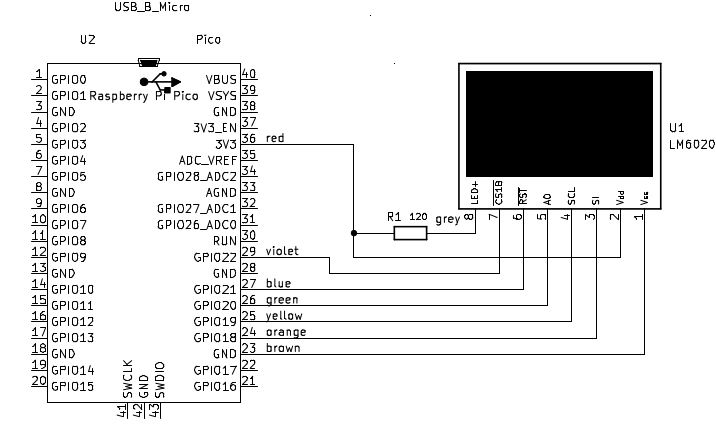 USB_B_Micro
U2 Pico
1 GPIO0 VBUS 40
2 GPIO1 Raspberry Pi Pico VSYS 39
3 GND GND 38
4 GPIO2 3V3_EN 37
5 GPIO3 3V3 36 red
6 GPIO4 ADC_VREF 35
7 GPIO5 GPIO28_ADC2 34
8 GND AGND 33
9 GPIO6 GPIO27_ADC1 32
10 GPIO7 GPIO26_ADC0 31
11 GPIO8 RUN 30
12 GPIO9 GPIO22 29 violet
13 GND GND 28
14 GPIO10 GPIO21 27 blue
15 GPIO11 GPIO20 26 green
16 GPIO12 GPIO19 25 yellow
17 GPIO13 GPIO18 24 orange
18 GND GND 23 brown
19 GPIO14 GPIO17 22
20 GPIO15 GPIO16 21
SWCLK GND SWDIO
41 42 43
U1
LM6020
LED+ CS1B RST A0 SCL SI Vdd Vss
8 7 6 5 4 3 2 1
R1 120 grey